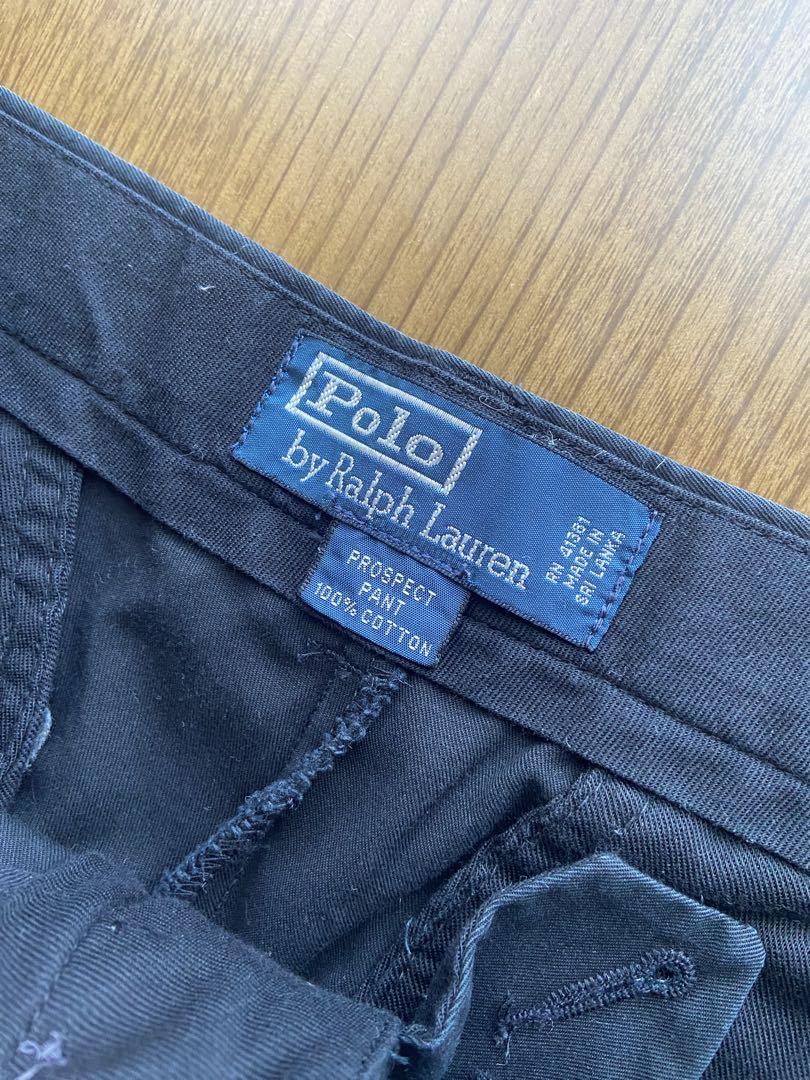 Polo
by Ralph Lauren
RN 41381
MADE IN
SRI LANKA
PROSPECT
PANT
100% COTTON